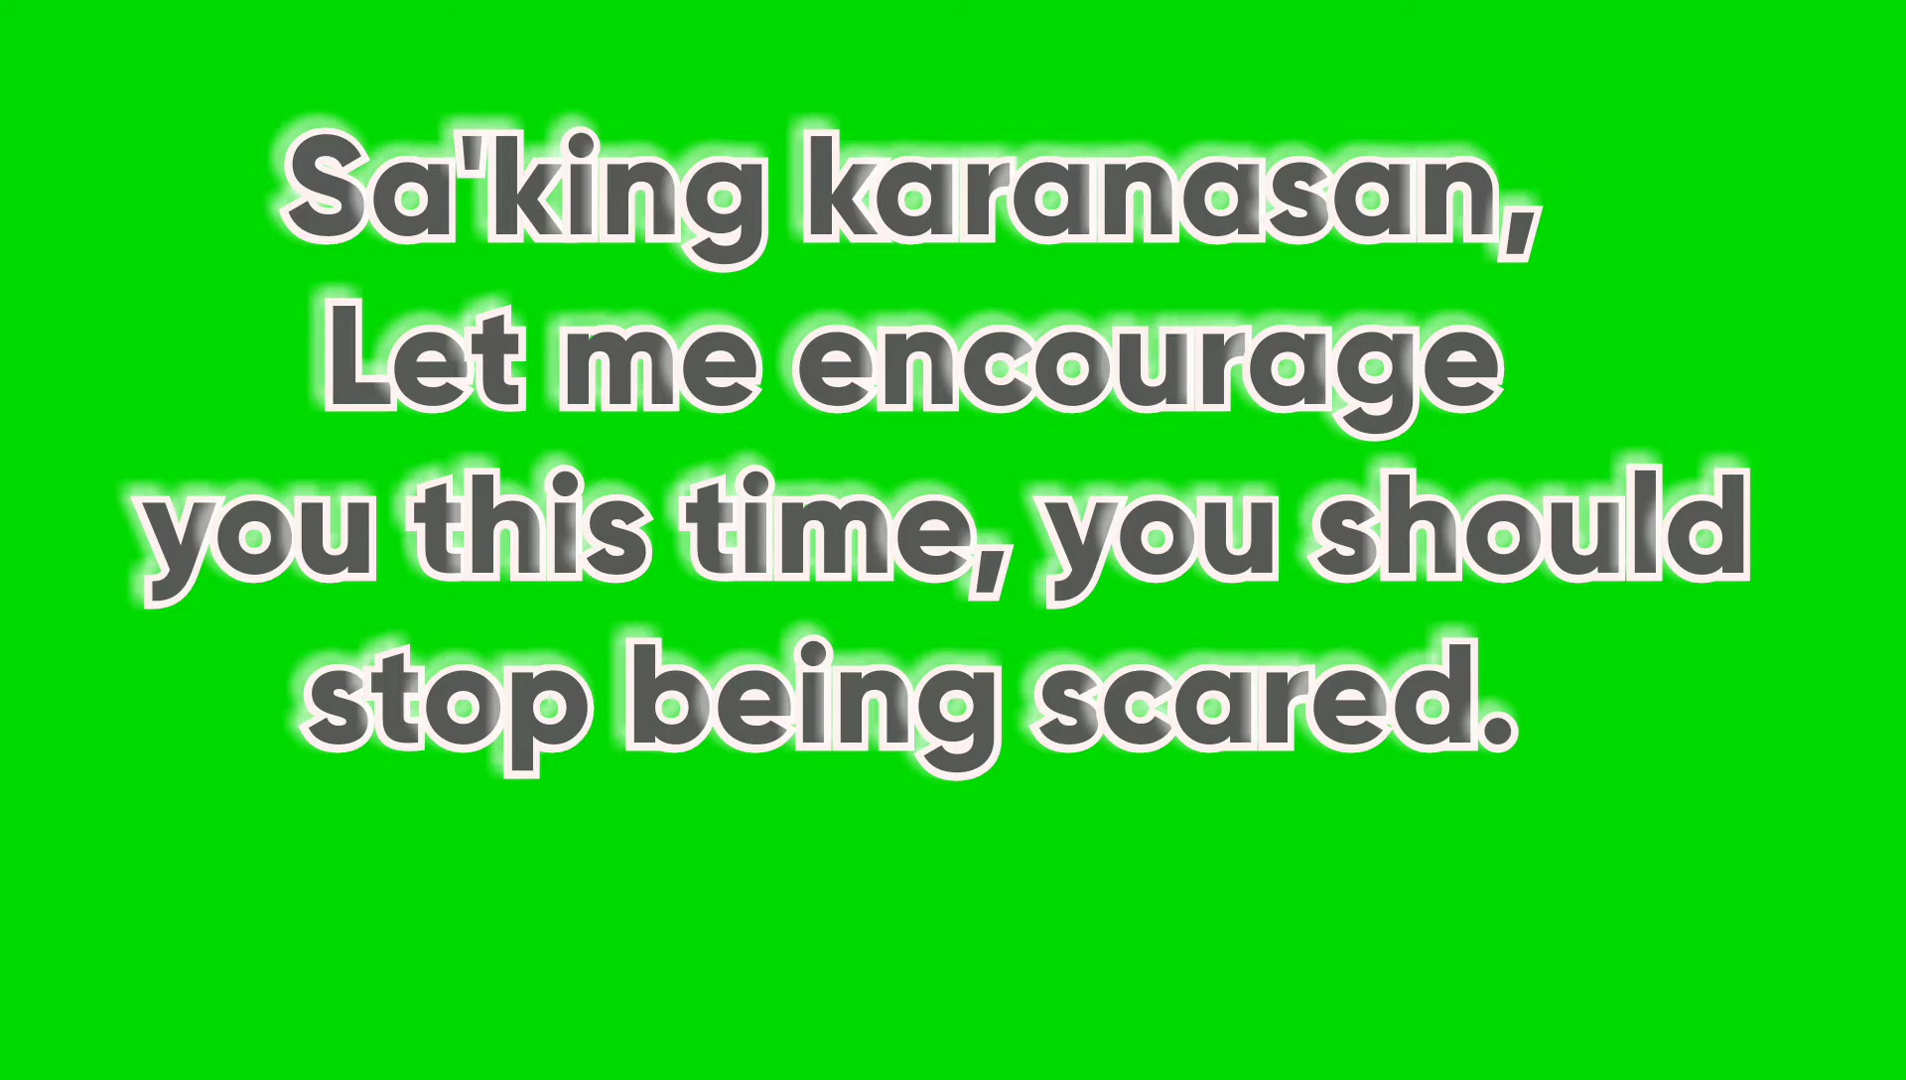 Sa'king karanasan,
Let me encourage
you this time, you should
stop being scared.